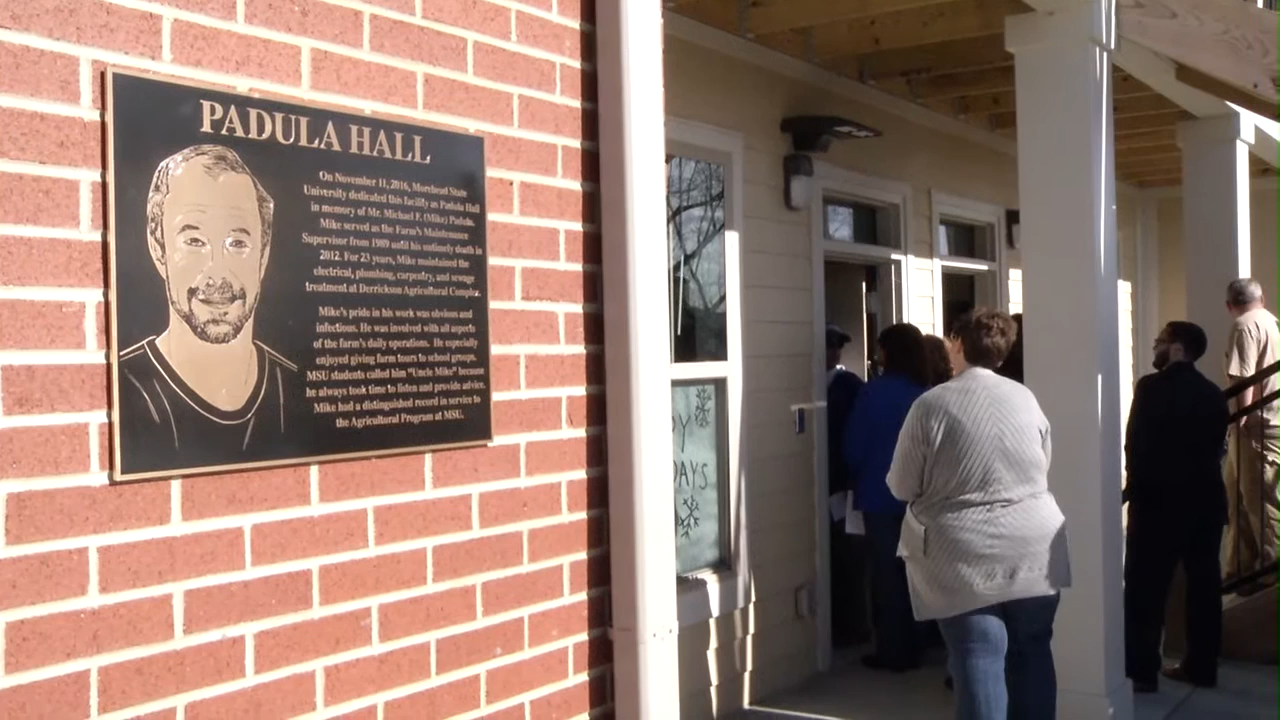 PADULA HALL
On November 11, 2016, Morehead State
University dedicated this facility as Padula Hall
in memory of Mr. Michael F. (Mike) Padula.
Mike served as the Farm's Maintenance
Supervisor from 1989 until his untimely death in
2012. For 23 years, Mike maintained the
electrical, plumbing, carpentry, and sewage
treatment at Derrickson Agricultural Complex.
Mike's pride in his work was obvious and
infectious. He was involved with all aspects
of the farm's daily operations. He especially
enjoyed giving farm tours to school groups.
MSU students called him "Uncle Mike" because
he always took time to listen and provide advice.
Mike had a distinguished record in service to
the Agricultural Program at MSU.
PY
DAYS